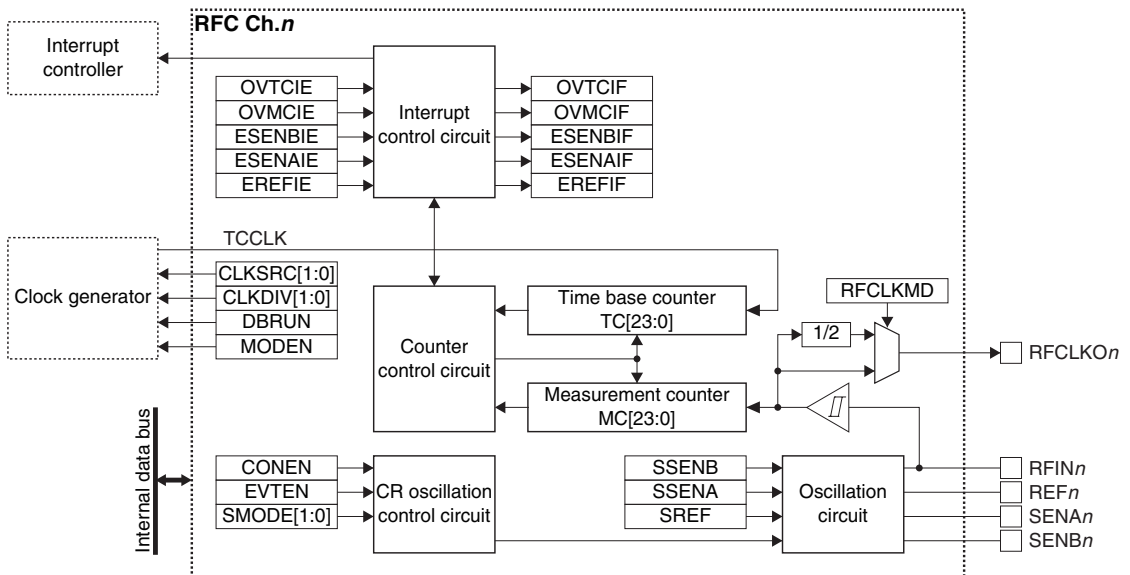 RFC Ch.n
Interrupt
controller
OVTCIE
OVMCIE
ESENBIE
ESENAIE
EREFIE
Interrupt
control circuit
OVTCIF
OVMCIF
ESENBIF
ESENAIF
EREFIF
TCCLK
Clock generator
CLKSRC[1:0]
CLKDIV[1:0]
DBRUN
MODEN
Counter
control circuit
Time base counter
TC[23:0]
Measurement counter
MC[23:0]
RFCLKMD
1/2
RFCLKOn
Internal data bus
CONEN
EVTEN
SMODE[1:0]
CR oscillation
control circuit
SSENB
SSENA
SREF
Oscillation
circuit
RFINn
REFn
SENAn
SENBn